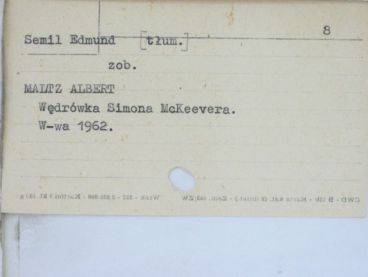 8
Semil Edmund [tłum.]
zob.
MALTZ ALBERT
Wędrówka Simona McKeevera.
W-wa 1962.